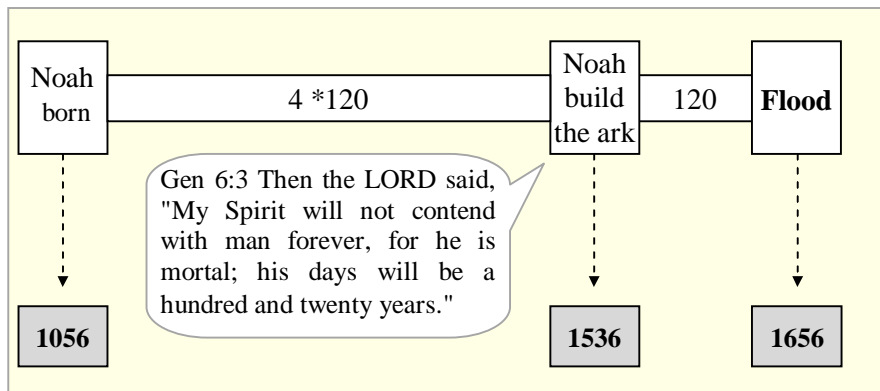 Noah
born
4 *120
Noah
build
the ark
120
Flood
Gen 6:3 Then the LORD said,
"My Spirit will not contend
with man forever, for he is
mortal; his days will be a
hundred and twenty years."
1056
1536
1656